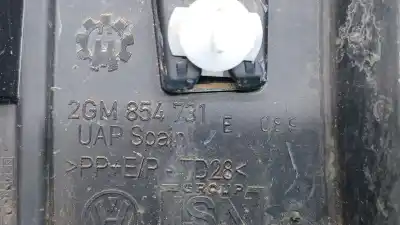 2GM 854 731 E
UAP Spain
>PP+E/P-TD28<
GROUP